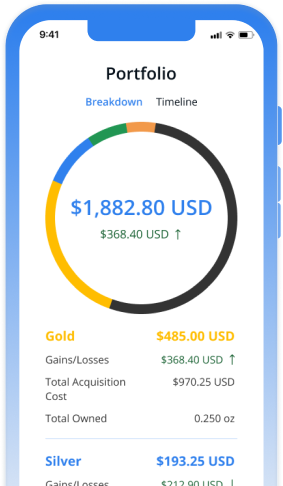 9:41
Portfolio
Breakdown Timeline
$1,882.80 USD
$368.40 USD ↑
Gold $485.00 USD
Gains/Losses $368.40 USD ↑
Total Acquisition $970.25 USD
Cost
Total Owned 0.250 oz
Silver $193.25 USD
Gains/Losses $212.90 USD